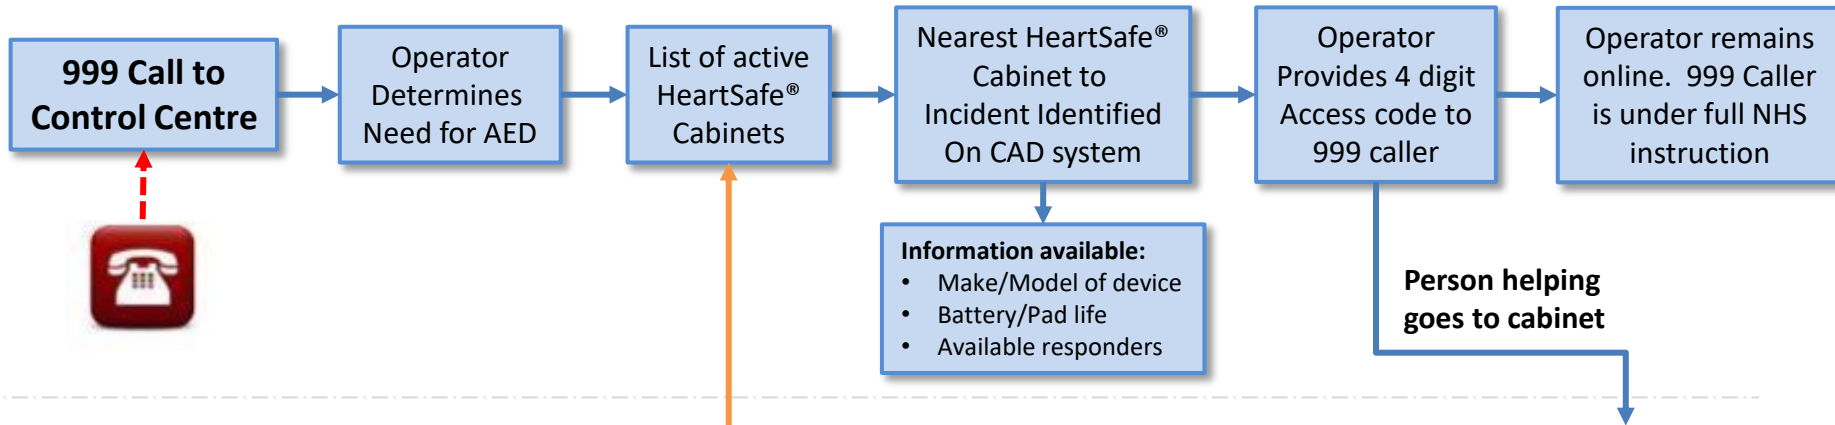 999 Call to
Control Centre
Operator
Determines
Need for AED
List of active
HeartSafe®
Cabinets
Nearest HeartSafe®
Cabinet to
Incident Identified
On CAD system
Operator
Provides 4 digit
Access code to
999 caller
Operator remains
online.  999 Caller
is under full NHS
instruction
Information available:
• Make/Model of device
• Battery/Pad life
• Available responders
Person helping
goes to cabinet